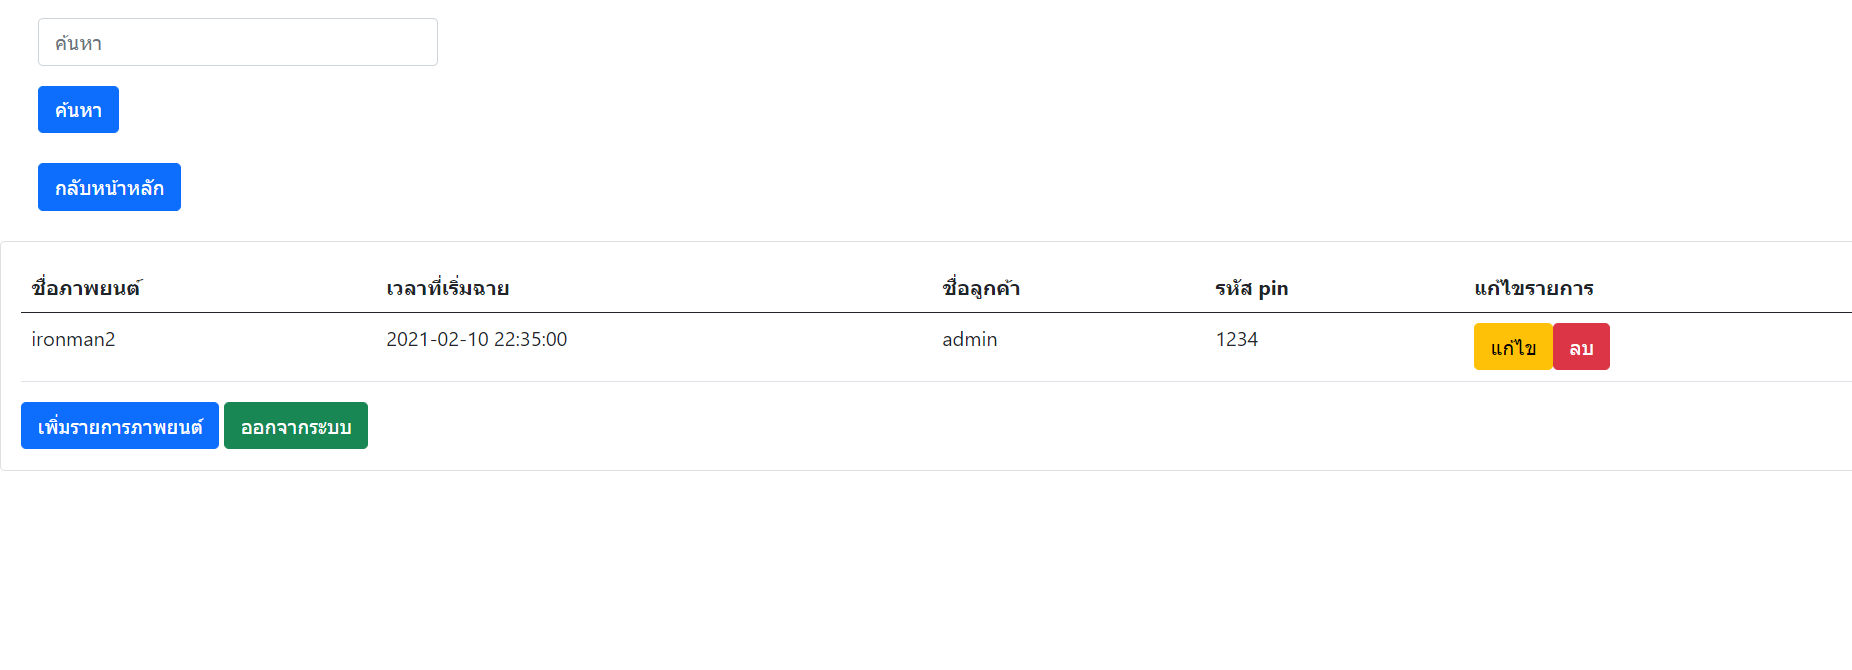 ค้นหา
ค้นหา
กลับหน้าหลัก
ชื่อภาพยนต์ เวลาที่เริ่มฉาย ชื่อลูกค้า รหัส pin แก้ไขรายการ
ironman2 2021-02-10 22:35:00 admin 1234 แก้ไข ลบ
เพิ่มรายการภาพยนต์ ออกจากระบบ